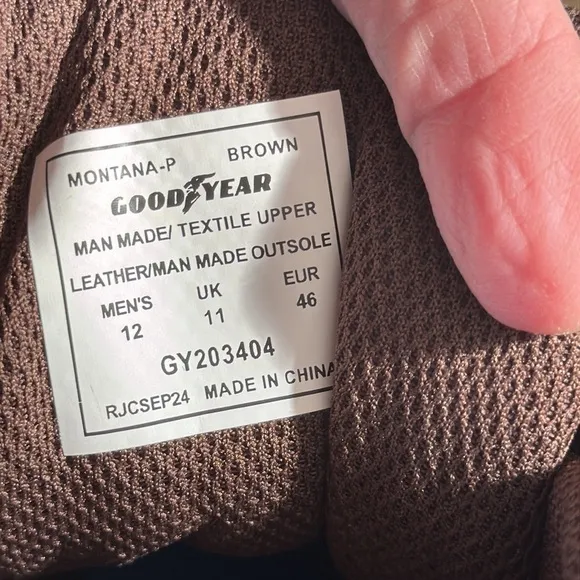 MONTANA-P BROWN
GOODYEAR
MAN MADE/ TEXTILE UPPER
LEATHER/MAN MADE OUTSOLE
MEN'S UK EUR
12 11 46
GY203404
RJCSEP24 MADE IN CHINA